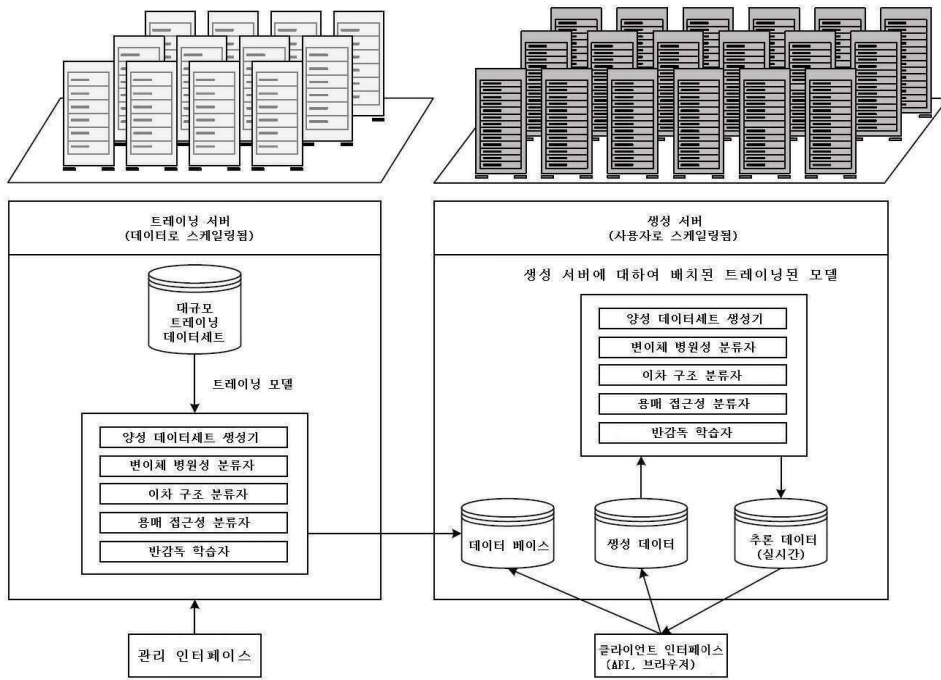 트레이닝 서버
(데이터로 스케일링됨)
대규모
트레이닝
데이터세트
트레이닝 모델
양성 데이터세트 생성기
변이체 병원성 분류자
이차 구조 분류자
용매 접근성 분류자
반감독 학습자
관리 인터페이스
생성 서버
(사용자로 스케일링됨)
생성 서버에 대하여 배치된 트레이닝된 모델
양성 데이터세트 생성기
변이체 병원성 분류자
이차 구조 분류자
용매 접근성 분류자
반감독 학습자
데이터 베이스
생성 데이터
추론 데이터
(실시간)
클라이언트 인터페이스
(API, 브라우저)